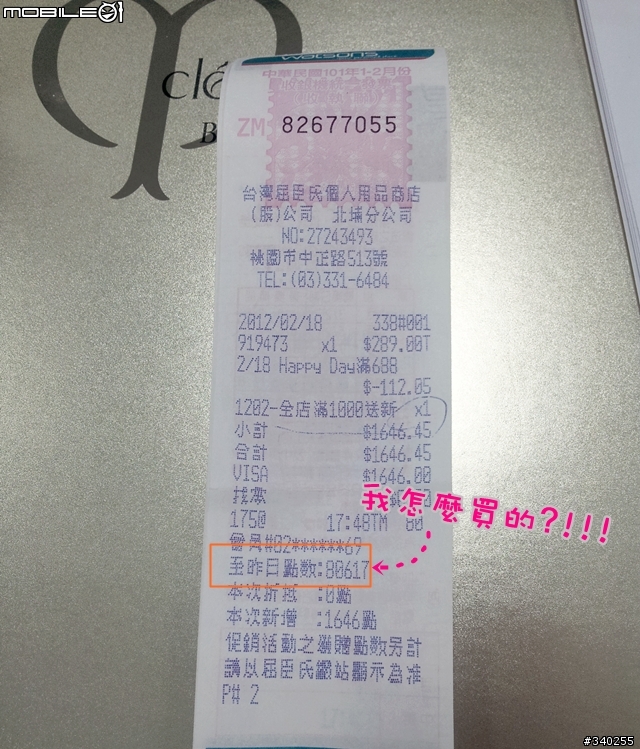 MOBILE01
clé
B
watsons
中華民國101年1-2月份
ZM 82677055
台灣屈臣氏個人用品商店
(股)公司 北埔分公司
NO:27243493
桃園市中正路513號
TEL:(03)331-6484
2012/02/18 338#001
919473 x1 $289.00T
2/18 Happy Day滿688
$-112.05
1202-全店滿1000送新 x1
小計 $1646.45
合計 $1646.45
VISA $1646.00
找零
我怎麼買的?!!!
1750 17:48TM 80
會員#02******69
至昨日點數:80617
本次折抵 :0點
本次新增 :1646點
促銷活動之贈點數另計
請以屈臣氏網站顯示為准
P# 2
#340255